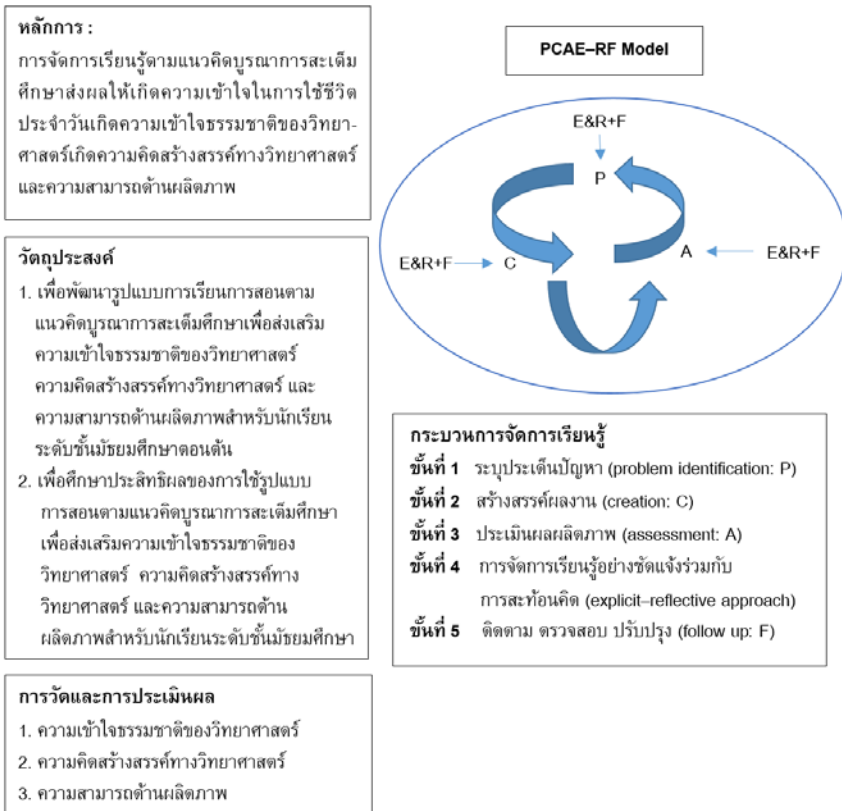 หลักการ :
การจัดการเรียนรู้ตามแนวคิดบูรณาการสะเต็ม
ศึกษาส่งผลให้เกิดความเข้าใจในการใช้ชีวิต
ประจำวันเกิดความเข้าใจธรรมชาติของวิทยา-
ศาสตร์เกิดความคิดสร้างสรรค์ทางวิทยาศาสตร์
และความสามารถด้านผลิตภาพ
วัตถุประสงค์
1. เพื่อพัฒนารูปแบบการเรียนการสอนตาม
แนวคิดบูรณาการสะเต็มศึกษาเพื่อส่งเสริม
ความเข้าใจธรรมชาติของวิทยาศาสตร์
ความคิดสร้างสรรค์ทางวิทยาศาสตร์ และ
ความสามารถด้านผลิตภาพสำหรับนักเรียน
ระดับชั้นมัธยมศึกษาตอนต้น
2. เพื่อศึกษาประสิทธิผลของการใช้รูปแบบ
การสอนตามแนวคิดบูรณาการสะเต็มศึกษา
เพื่อส่งเสริมความเข้าใจธรรมชาติของ
วิทยาศาสตร์ ความคิดสร้างสรรค์ทาง
วิทยาศาสตร์ และความสามารถด้าน
ผลิตภาพสำหรับนักเรียนระดับชั้นมัธยมศึกษา
การวัดและการประเมินผล
1. ความเข้าใจธรรมชาติของวิทยาศาสตร์
2. ความคิดสร้างสรรค์ทางวิทยาศาสตร์
3. ความสามารถด้านผลิตภาพ
PCAE–RF Model
E&R+F
P
E&R+F
C
A
E&R+F
กระบวนการจัดการเรียนรู้
ขั้นที่ 1 ระบุประเด็นปัญหา (problem identification: P)
ขั้นที่ 2 สร้างสรรค์ผลงาน (creation: C)
ขั้นที่ 3 ประเมินผลผลิตภาพ (assessment: A)
ขั้นที่ 4 การจัดการเรียนรู้อย่างชัดแจ้งร่วมกับ
การสะท้อนคิด (explicit–reflective approach)
ขั้นที่ 5 ติดตาม ตรวจสอบ ปรับปรุง (follow up: F)